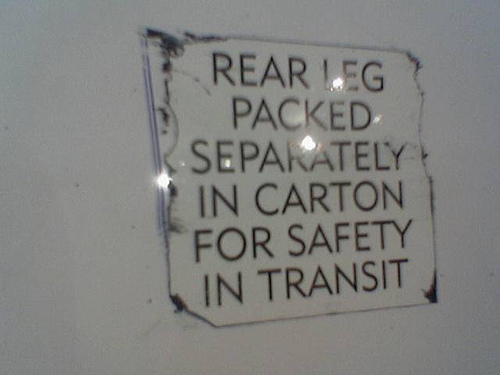 REAR LEG
PACKED
SEPARATELY
IN CARTON
FOR SAFETY
IN TRANSIT